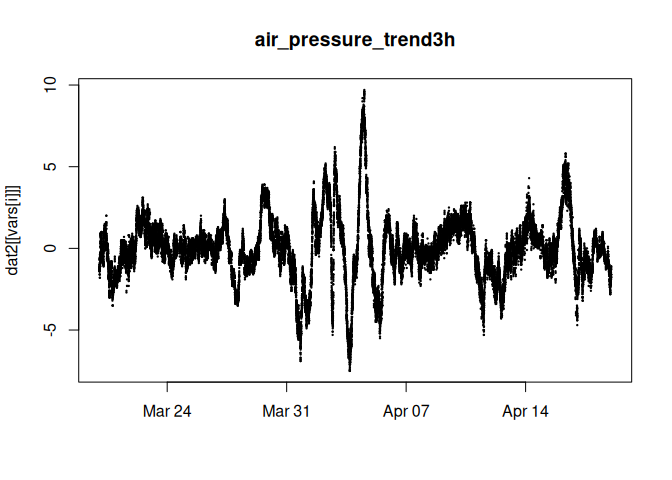 air_pressure_trend3h
10
5
0
-5
dat2[[vars[i]]]
Mar 24
Mar 31
Apr 07
Apr 14